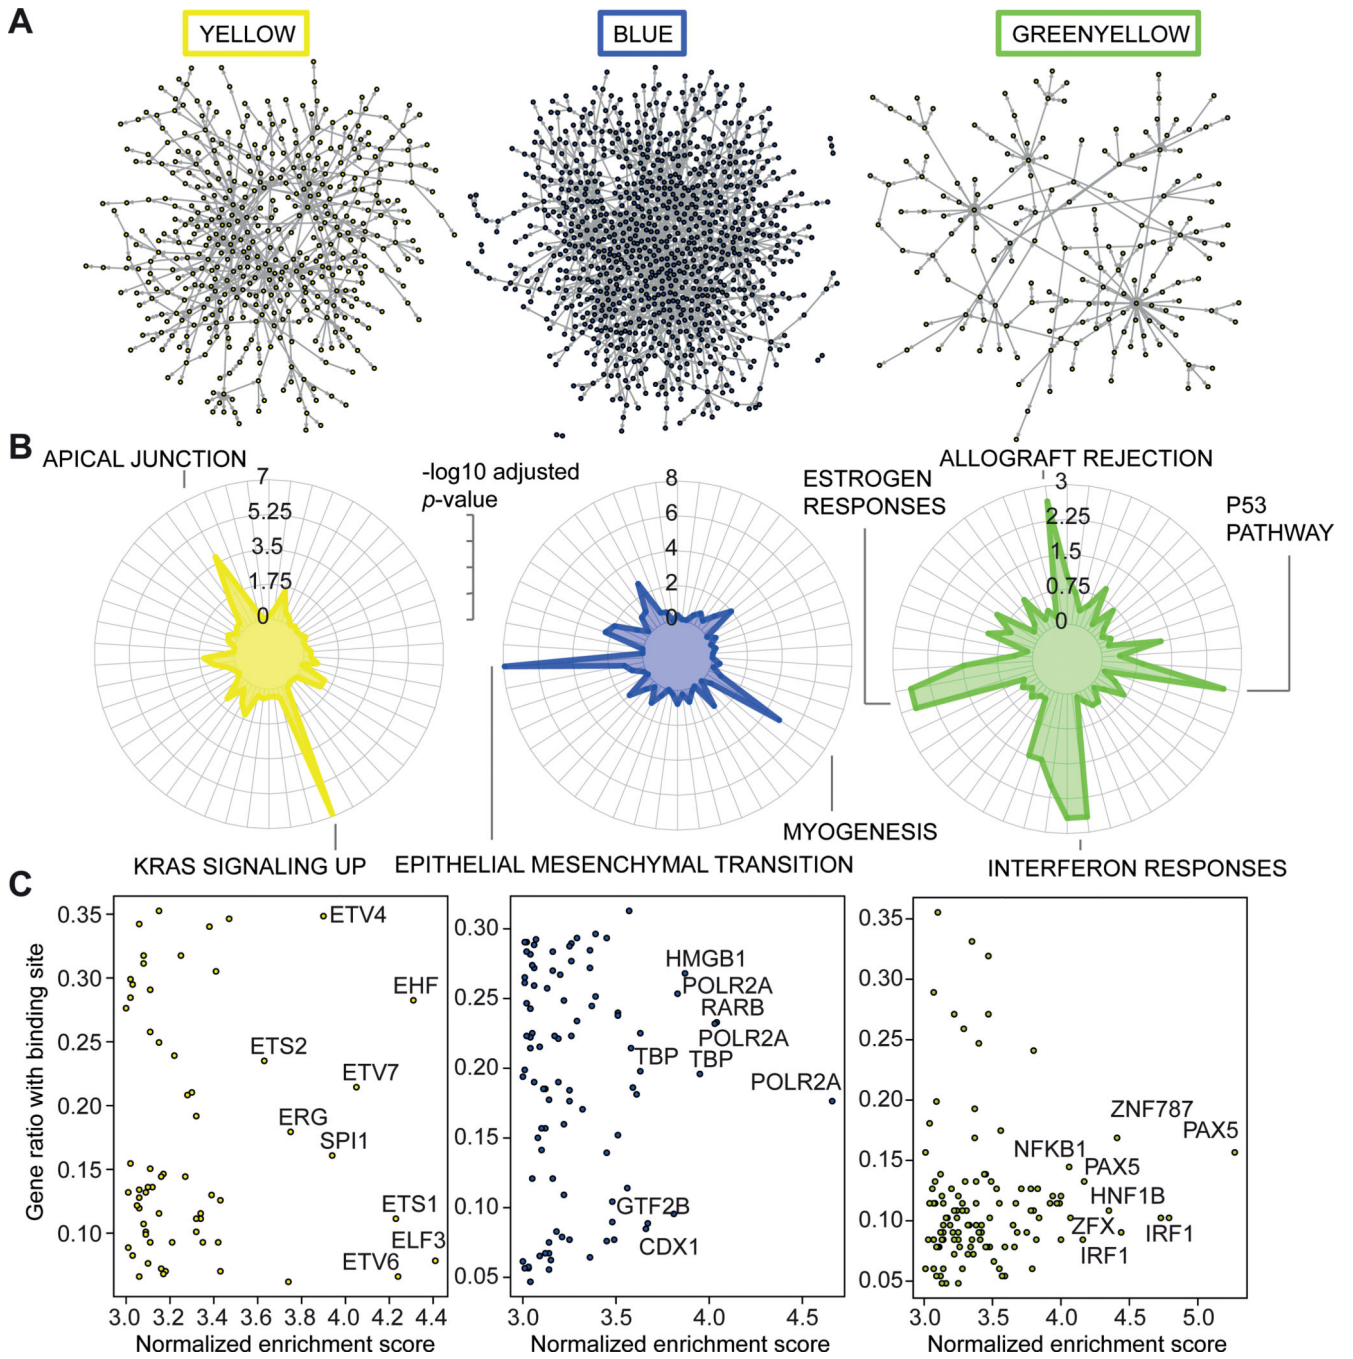 A
YELLOW
BLUE
GREENYELLOW
B
APICAL JUNCTION
7
5.25
3.5
1.75
0
KRAS SIGNALING UP
-log10 adjusted
p-value
8
6
4
2
0
EPITHELIAL MESENCHYMAL TRANSITION
MYOGENESIS
ESTROGEN
RESPONSES
ALLOGRAFT REJECTION
3
2.25
1.5
0.75
0
P53
PATHWAY
INTERFERON RESPONSES
C
Gene ratio with binding site
0.35
0.30
0.25
0.20
0.15
0.10
ETV4
EHF
ETS2
ETV7
ERG
SPI1
ETS1
ELF3
ETV6
3.0 3.2 3.6 3.4 4.0 4.2 4.4
Normalized enrichment score
0.30
0.25
0.20
0.15
0.10
0.05
HMGB1
POLR2A
RARB
POLR2A
TBP TBP
POLR2A
GTF2B
CDX1
3.0 3.5 4.0 4.5
Normalized enrichment score
0.35
0.30
0.25
0.20
0.15
0.10
0.05
ZNF787
PAX5
NFKB1
PAX5
HNF1B
ZFX
IRF1
IRF1
3.0 3.5 4.0 4.5 5.0
Normalized enrichment score